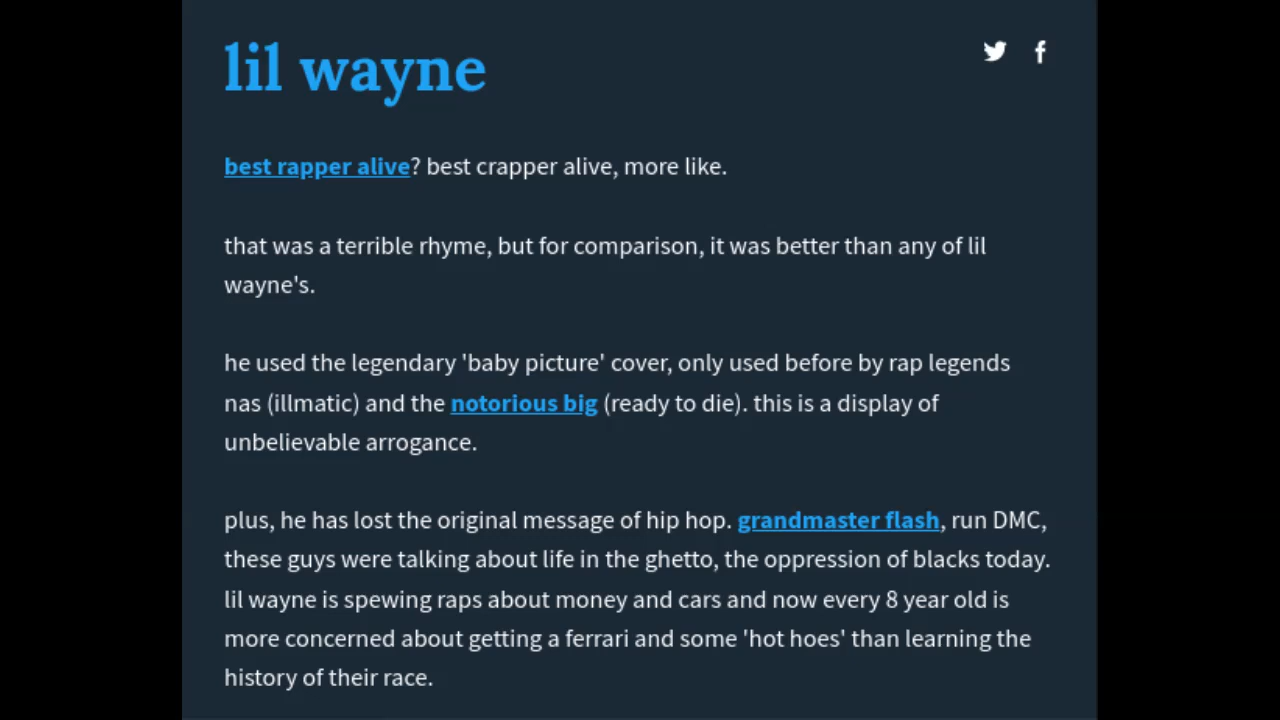 lil wayne
best rapper alive? best crapper alive, more like.
that was a terrible rhyme, but for comparison, it was better than any of lil
wayne's.
he used the legendary 'baby picture' cover, only used before by rap legends
nas (illmatic) and the notorious big (ready to die). this is a display of
unbelievable arrogance.
plus, he has lost the original message of hip hop. grandmaster flash, run DMC,
these guys were talking about life in the ghetto, the oppression of blacks today.
lil wayne is spewing raps about money and cars and now every 8 year old is
more concerned about getting a ferrari and some 'hot hoes' than learning the
history of their race.